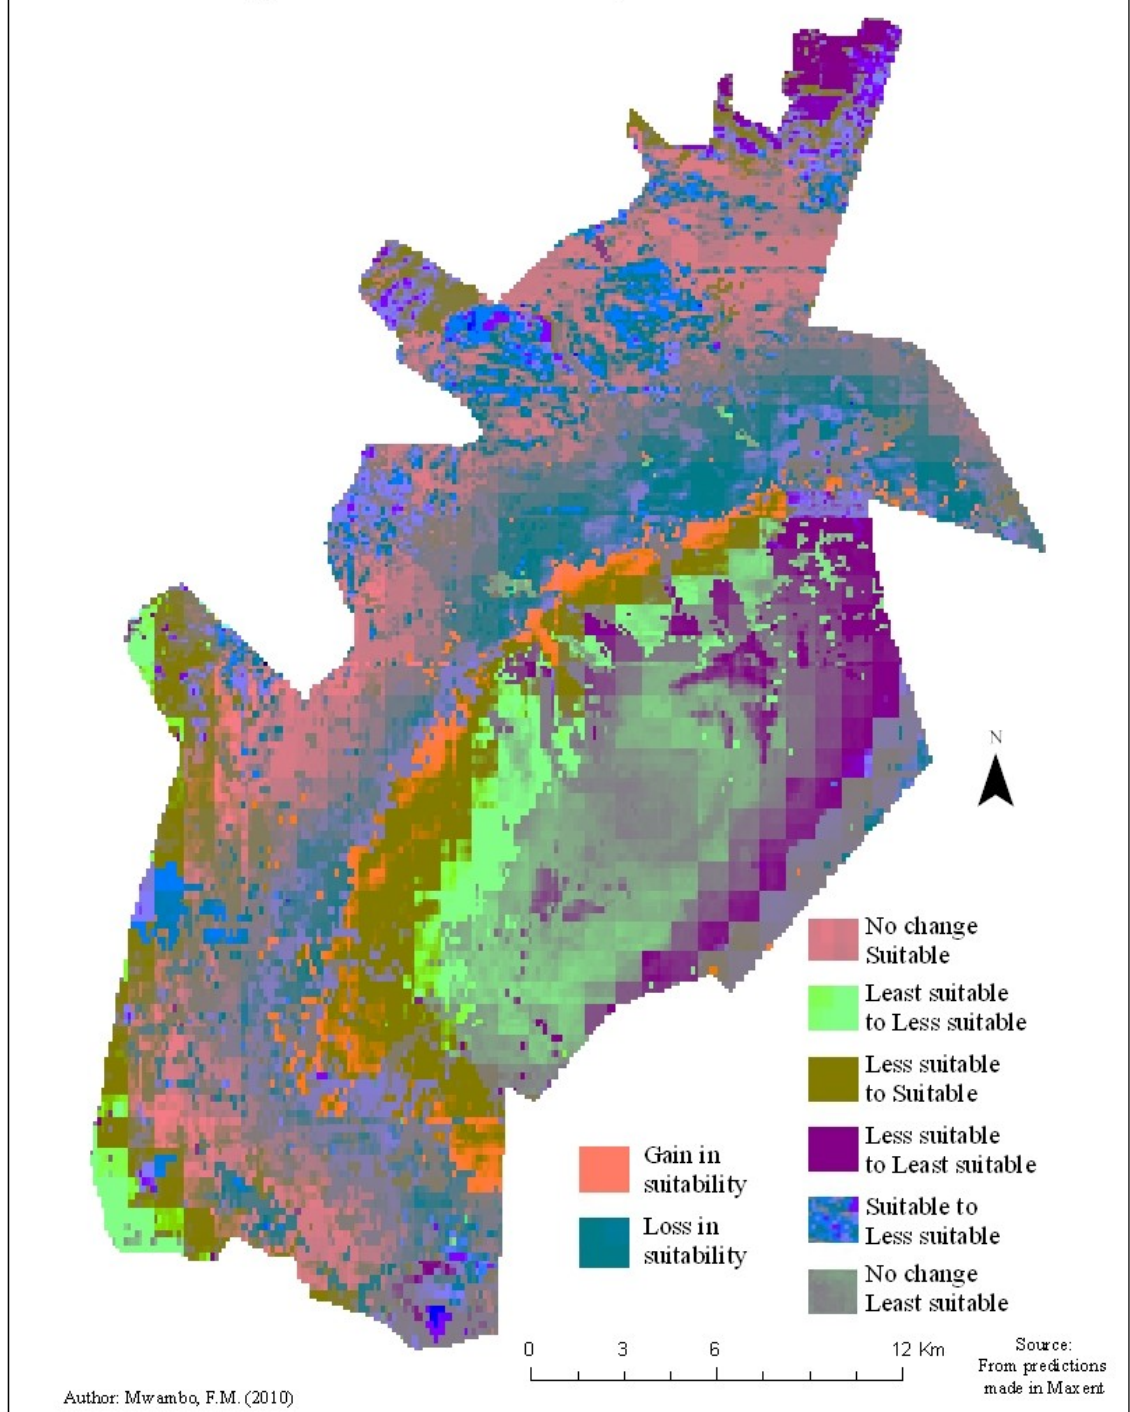 N
No change
Suitable
Least suitable
to Less suitable
Less suitable
to Suitable
Less suitable
to Least suitable
Suitable to
Less suitable
No change
Least suitable
Gain in
suitability
Loss in
suitability
0 3 6 12 Km
Source:
From predictions
made in Maxent
Author: Mwambo, F.M. (2010)